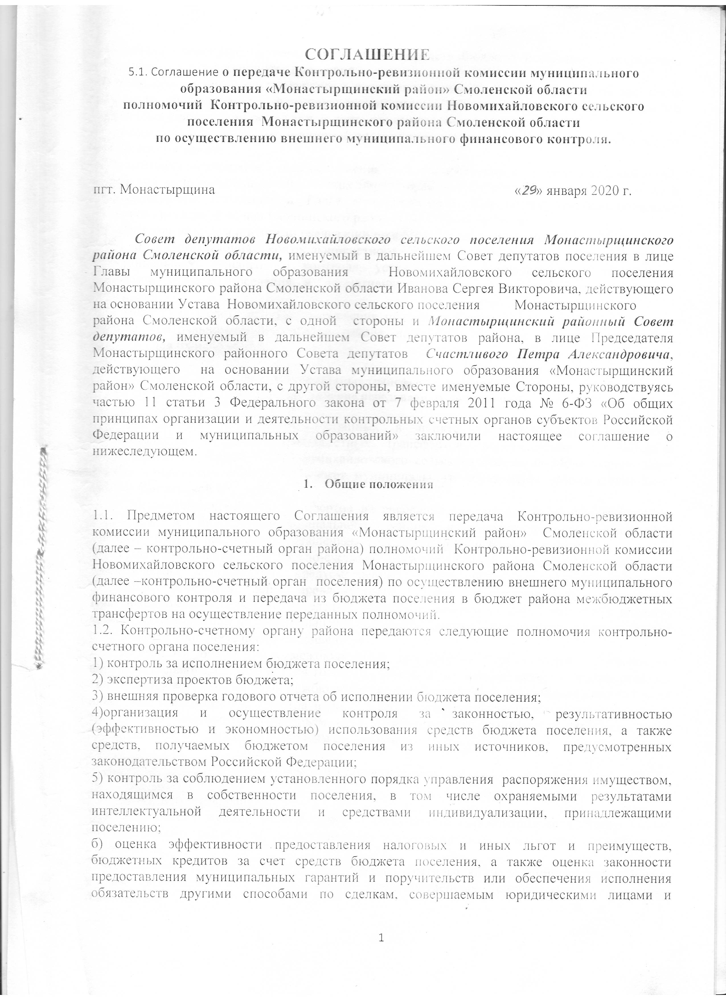 СОГЛАШЕНИЕ
5.1. Соглашение о передаче Контрольно-ревизионной комиссии муниципального
образования «Монастырщинский район» Смоленской области
полномочий Контрольно-ревизионной комиссии Новомихайловского сельского
поселения Монастырщинского района Смоленской области
по осуществлению внешнего муниципального финансового контроля.
пгт. Монастырщина «29» января 2020 г.
Совет депутатов Новомихайловского сельского поселения Монастырщинского
района Смоленской области, именуемый в дальнейшем Совет депутатов поселения в лице
Главы муниципального образования Новомихайловского сельского поселения
Монастырщинского района Смоленской области Иванова Сергея Викторовича, действующего
на основании Устава Новомихайловского сельского поселения Монастырщинского
района Смоленской области, с одной стороны и Монастырщинский районный Совет
депутатов, именуемый в дальнейшем Совет депутатов района, в лице Председателя
Монастырщинского районного Совета депутатов Счастливого Петра Александровича,
действующего на основании Устава муниципального образования «Монастырщинский
район» Смоленской области, с другой стороны, вместе именуемые Стороны, руководствуясь
частью 11 статьи 3 Федерального закона от 7 февраля 2011 года № 6-ФЗ «Об общих
принципах организации и деятельности контрольных счетных органов субъектов Российской
Федерации и муниципальных образований» заключили настоящее соглашение о
нижеследующем.
1. Общие положения
1.1. Предметом настоящего Соглашения является передача Контрольно-ревизионной
комиссии муниципального образования «Монастырщинский район» Смоленской области
(далее – контрольно-счетный орган района) полномочий Контрольно-ревизионной комиссии
Новомихайловского сельского поселения Монастырщинского района Смоленской области
(далее –контрольно-счетный орган поселения) по осуществлению внешнего муниципального
финансового контроля и передача из бюджета поселения в бюджет района межбюджетных
трансфертов на осуществление переданных полномочий.
1.2. Контрольно-счетному органу района передаются следующие полномочия контрольно-
счетного органа поселения:
1) контроль за исполнением бюджета поселения;
2) экспертиза проектов бюджета;
3) внешняя проверка годового отчета об исполнении бюджета поселения;
4)организация и осуществление контроля за законностью, результативностью
(эффективностью и экономностью) использования средств бюджета поселения, а также
средств, получаемых бюджетом поселения из иных источников, предусмотренных
законодательством Российской Федерации;
5) контроль за соблюдением установленного порядка управления распоряжения имуществом,
находящимся в собственности поселения, в том числе охраняемыми результатами
интеллектуальной деятельности и средствами индивидуализации, принадлежащими
поселению;
б) оценка эффективности предоставления налоговых и иных льгот и преимуществ,
бюджетных кредитов за счет средств бюджета поселения, а также оценка законности
предоставления муниципальных гарантий и поручительств или обеспечения исполнения
обязательств другими способами по сделкам, совершаемым юридическими лицами и
1